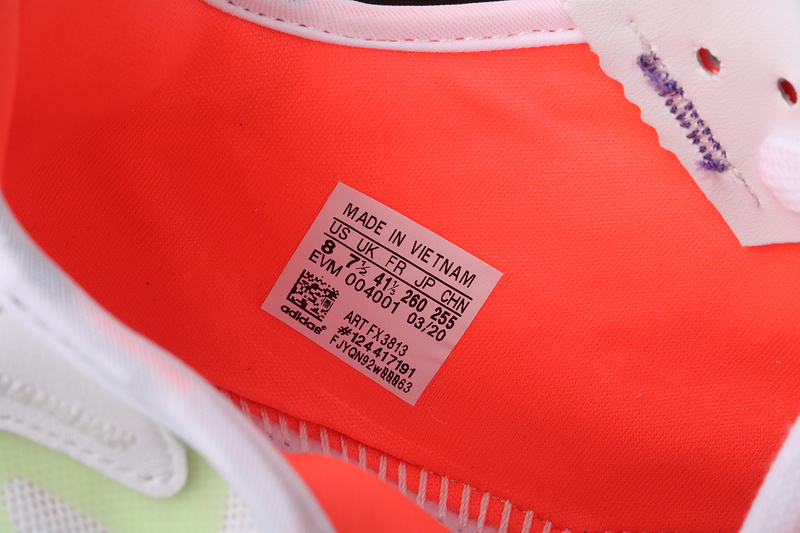 MADE IN VIETNAM
US UK FR JP CHN
8 7½ 41⅓ 260 255
EVM 004001 03/20
adidas®
ART FX3813
#124417191